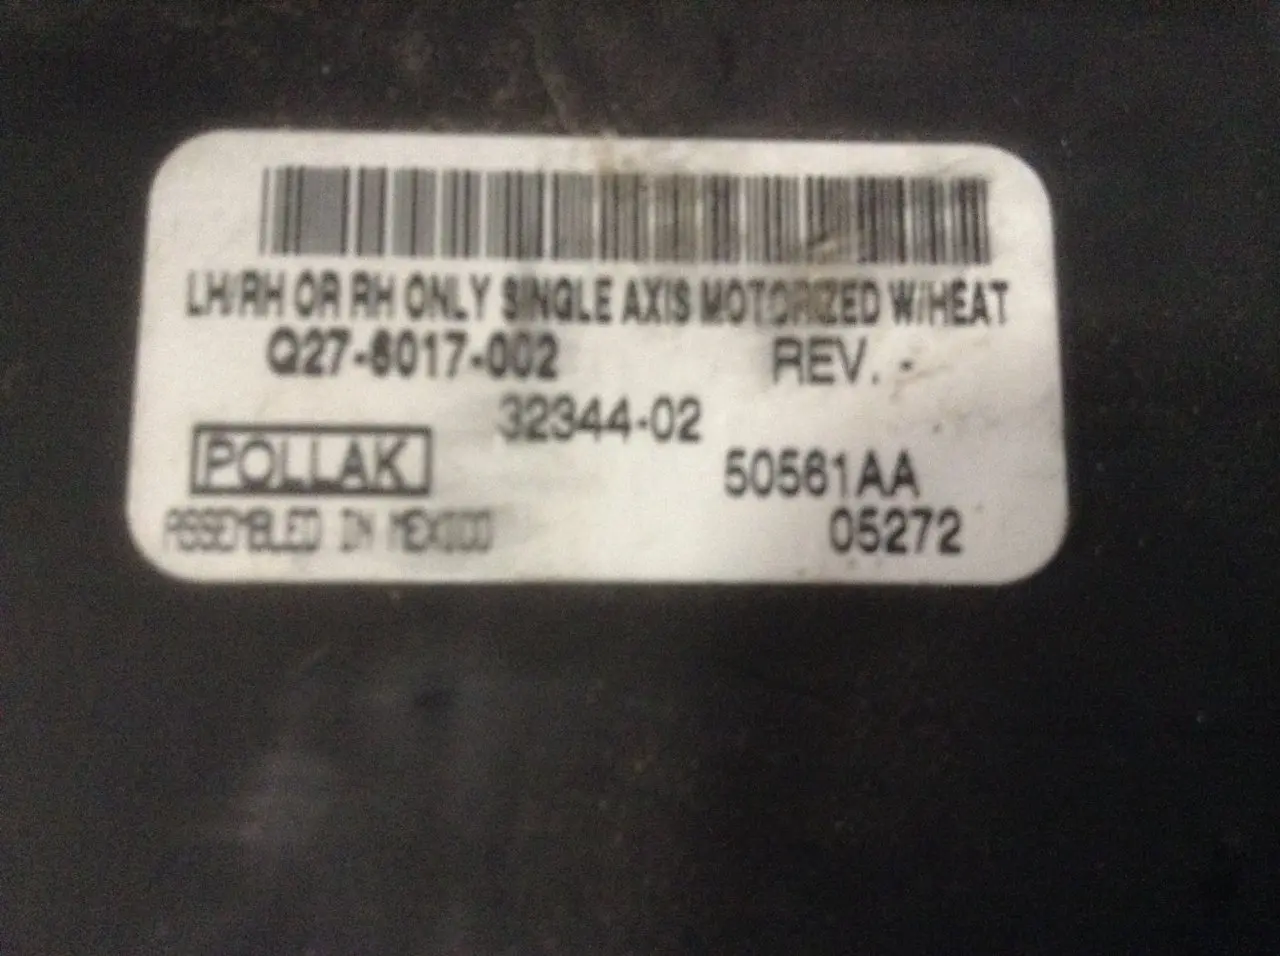 LH/RH OR RH ONLY SINGLE AXIS MOTORIZED W/HEAT
Q27-6017-002 REV. -
32344-02
POLLAK 50561AA
ASSEMBLED IN MEXICO 05272